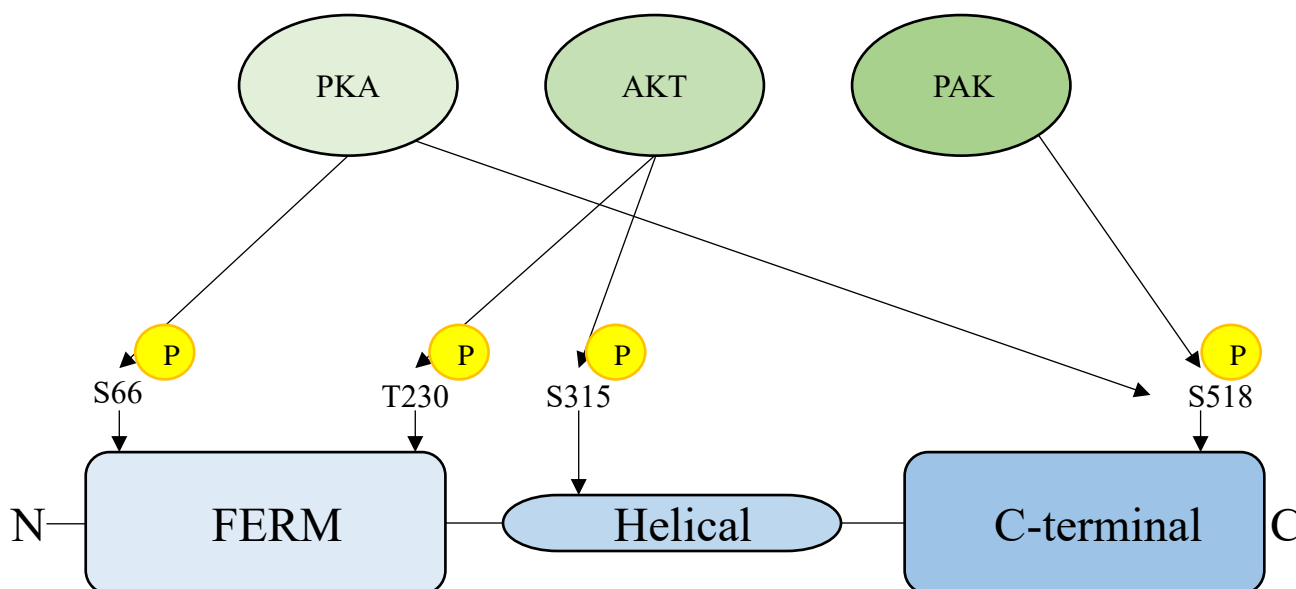 PKA
AKT
PAK
P
P
P
P
S66
T230
S315
S518
N
FERM
Helical
C-terminal
C